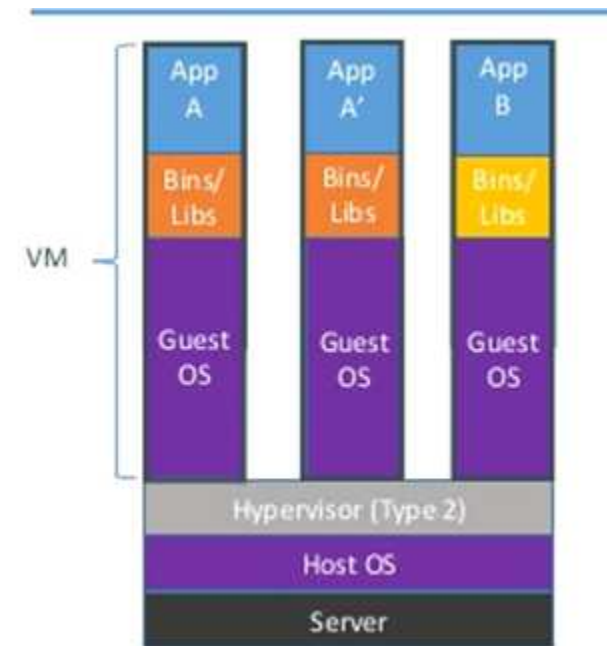 App
A
App
A'
App
B
Bins/
Libs
Bins/
Libs
Bins/
Libs
VM
Guest
OS
Guest
OS
Guest
OS
Hypervisor (Type 2)
Host OS
Server